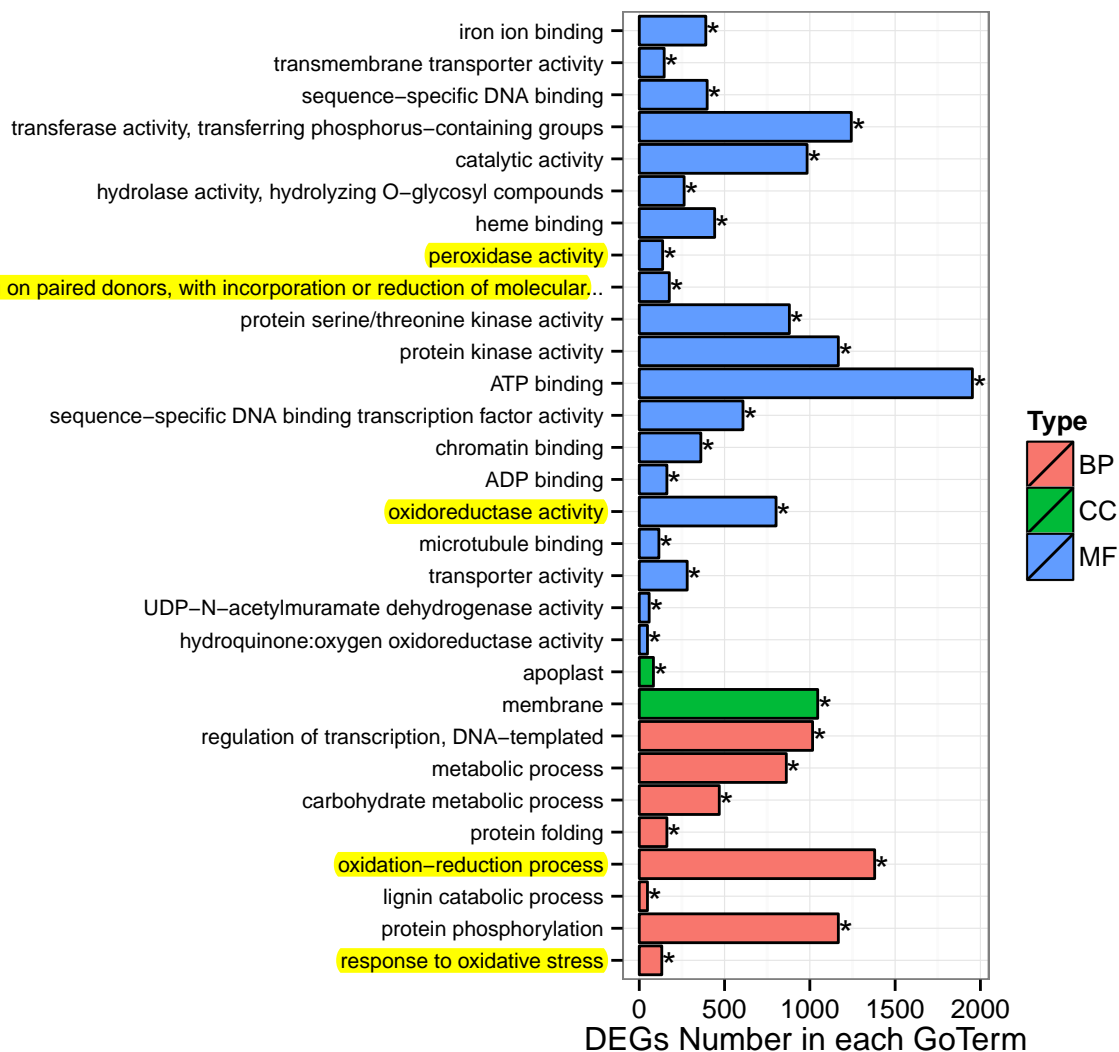 iron ion binding *
transmembrane transporter activity *
sequence−specific DNA binding *
transferase activity, transferring phosphorus−containing groups *
catalytic activity *
hydrolase activity, hydrolyzing O−glycosyl compounds *
heme binding *
peroxidase activity *
on paired donors, with incorporation or reduction of molecular... *
protein serine/threonine kinase activity *
protein kinase activity *
ATP binding *
sequence−specific DNA binding transcription factor activity *
chromatin binding *
ADP binding *
oxidoreductase activity *
microtubule binding *
transporter activity *
UDP−N−acetylmuramate dehydrogenase activity *
hydroquinone:oxygen oxidoreductase activity *
apoplast *
membrane *
regulation of transcription, DNA−templated *
metabolic process *
carbohydrate metabolic process *
protein folding *
oxidation−reduction process *
lignin catabolic process *
protein phosphorylation *
response to oxidative stress *
0 500 1000 1500 2000
DEGs Number in each GoTerm
Type
BP
CC
MF